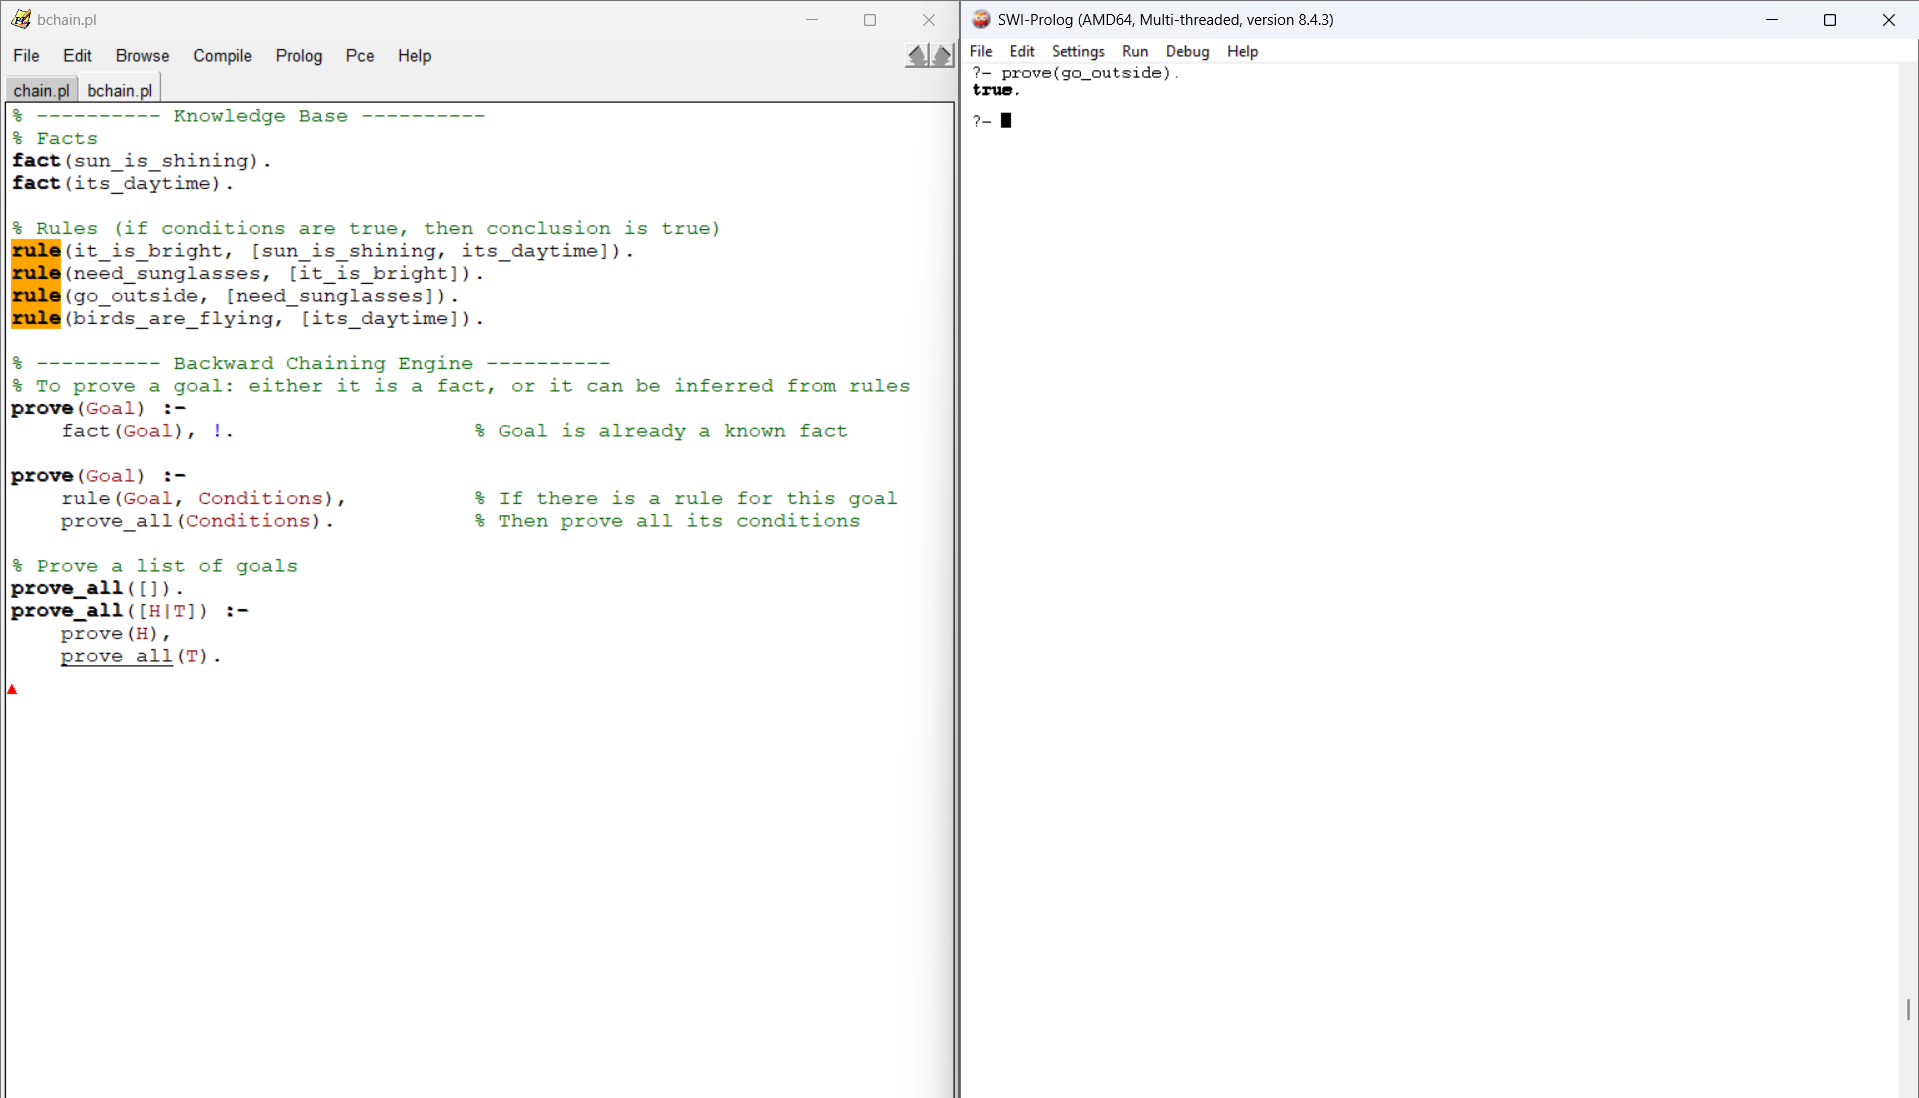 bchain.pl
File Edit Browse Compile Prolog Pce Help
chain.pl bchain.pl
% ---------- Knowledge Base ----------
% Facts
fact(sun_is_shining).
fact(its_daytime).
% Rules (if conditions are true, then conclusion is true)
rule(it_is_bright, [sun_is_shining, its_daytime]).
rule(need_sunglasses, [it_is_bright]).
rule(go_outside, [need_sunglasses]).
rule(birds_are_flying, [its_daytime]).
% ---------- Backward Chaining Engine ----------
% To prove a goal: either it is a fact, or it can be inferred from rules
prove(Goal) :-
    fact(Goal), !.                   % Goal is already a known fact
prove(Goal) :-
    rule(Goal, Conditions),          % If there is a rule for this goal
    prove_all(Conditions).           % Then prove all its conditions
% Prove a list of goals
prove_all([]).
prove_all([H|T]) :-
    prove(H),
    prove_all(T).
SWI-Prolog (AMD64, Multi-threaded, version 8.4.3)
File Edit Settings Run Debug Help
?- prove(go_outside).
true.
?-